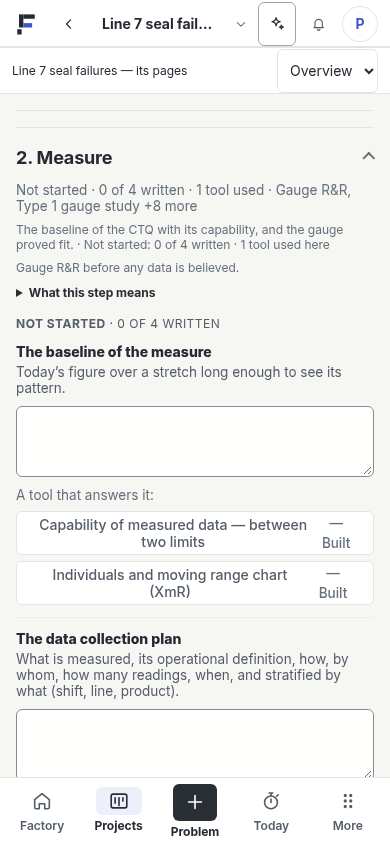 Line 7 seal fail...
P
Line 7 seal failures — its pages
Overview
2. Measure
Not started · 0 of 4 written · 1 tool used · Gauge R&R,
Type 1 gauge study +8 more
The baseline of the CTQ with its capability, and the gauge
proved fit. · Not started: 0 of 4 written · 1 tool used here
Gauge R&R before any data is believed.
What this step means
NOT STARTED · 0 OF 4 WRITTEN
The baseline of the measure
Today’s figure over a stretch long enough to see its
pattern.
A tool that answers it:
Capability of measured data — between
two limits
—
Built
Individuals and moving range chart
(XmR)
—
Built
The data collection plan
What is measured, its operational definition, how, by
whom, how many readings, when, and stratified by
what (shift, line, product).
Factory
Projects
Problem
Today
More